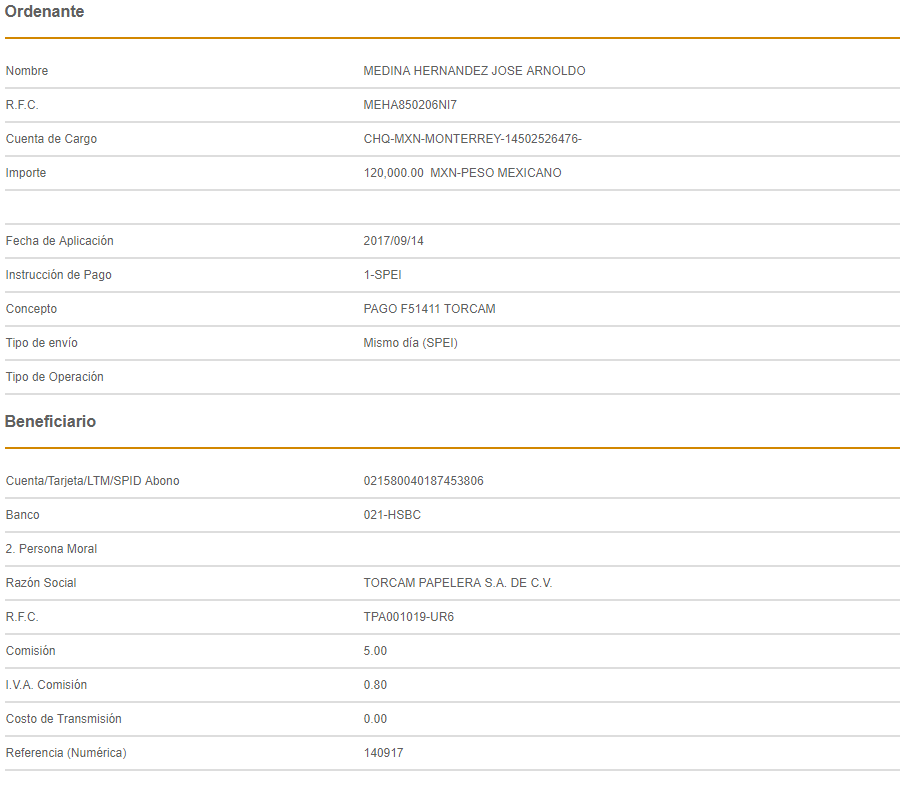 Ordenante
Nombre MEDINA HERNANDEZ JOSE ARNOLDO
R.F.C. MEHA850206NI7
Cuenta de Cargo CHQ-MXN-MONTERREY-14502526476-
Importe 120,000.00 MXN-PESO MEXICANO
Fecha de Aplicación 2017/09/14
Instrucción de Pago 1-SPEI
Concepto PAGO F51411 TORCAM
Tipo de envío Mismo día (SPEI)
Tipo de Operación
Beneficiario
Cuenta/Tarjeta/LTM/SPID Abono 021580040187453806
Banco 021-HSBC
2. Persona Moral
Razón Social TORCAM PAPELERA S.A. DE C.V.
R.F.C. TPA001019-UR6
Comisión 5.00
I.V.A. Comisión 0.80
Costo de Transmisión 0.00
Referencia (Numérica) 140917